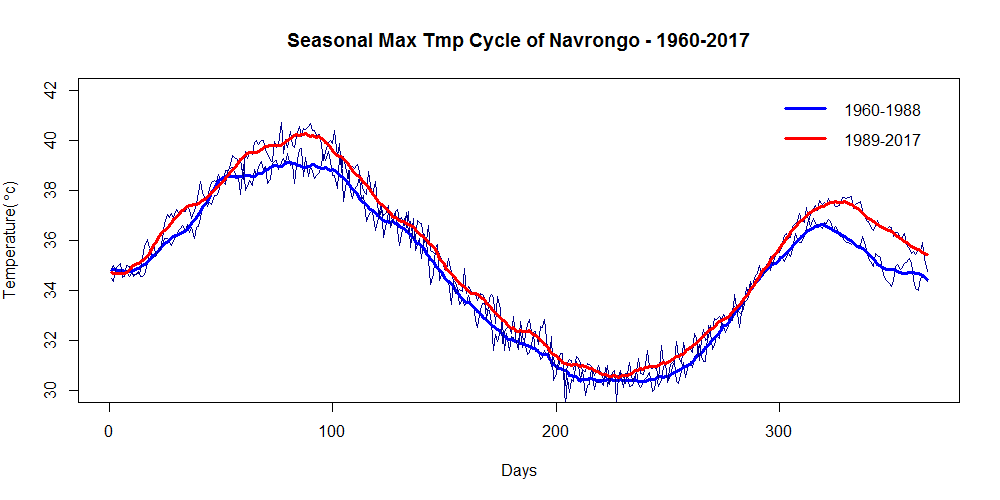 Seasonal Max Tmp Cycle of Navrongo - 1960-2017
42
40
38
36
34
32
30
Temperature( °c)
1960-1988
1989-2017
0 100 200 300
Days